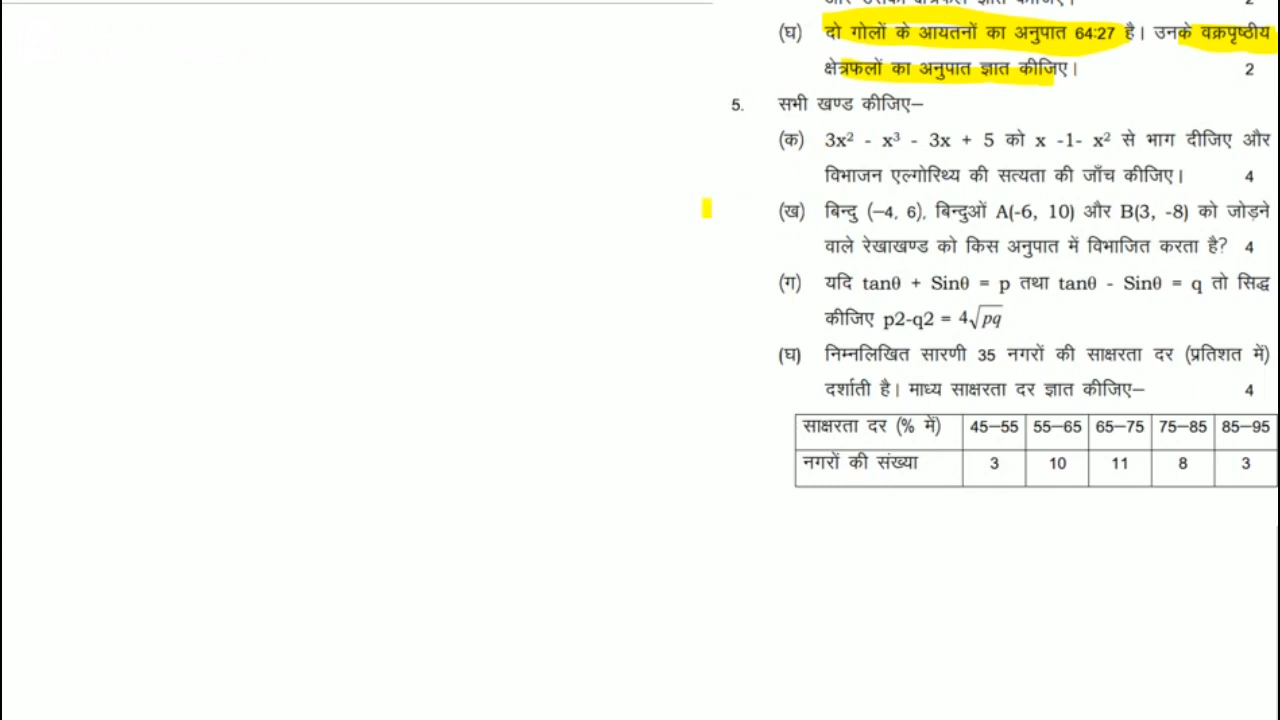 और उसका क्षेत्रफल ज्ञात कीजिए। 2
(घ) दो गोलों के आयतनों का अनुपात 64:27 है। उनके वक्रपृष्ठीय
क्षेत्रफलों का अनुपात ज्ञात कीजिए। 2
5. सभी खण्ड कीजिए–
(क) 3x² - x³ - 3x + 5 को x -1- x² से भाग दीजिए और
विभाजन एल्गोरिथ्य की सत्यता की जाँच कीजिए। 4
(ख) बिन्दु (–4, 6), बिन्दुओं A(-6, 10) और B(3, -8) को जोड़ने
वाले रेखाखण्ड को किस अनुपात में विभाजित करता है? 4
(ग) यदि tanθ + Sinθ = p तथा tanθ - Sinθ = q तो सिद्ध
कीजिए p2-q2 = 4√pq
(घ) निम्नलिखित सारणी 35 नगरों की साक्षरता दर (प्रतिशत में)
दर्शाती है। माध्य साक्षरता दर ज्ञात कीजिए– 4
साक्षरता दर (% में) 45–55 55–65 65–75 75–85 85–95
नगरों की संख्या 3 10 11 8 3